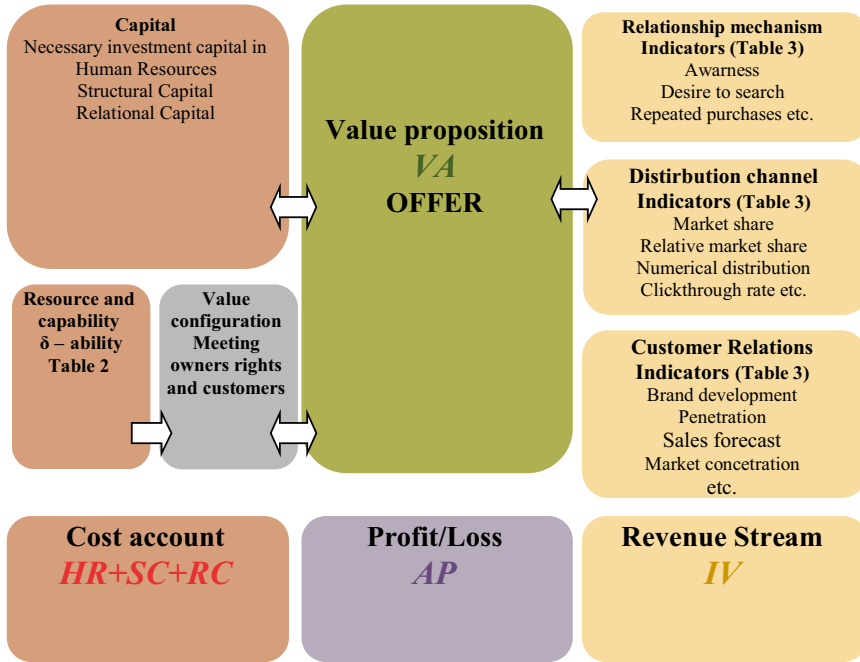 Capital
Necessary investment capital in
Human Resources
Structural Capital
Relational Capital
Resource and
capability
δ – ability
Table 2
Value
configuration
Meeting
owners rights
and customers
Value proposition
VA
OFFER
Relationship mechanism
Indicators (Table 3)
Awarness
Desire to search
Repeated purchases etc.
Distirbution channel
Indicators (Table 3)
Market share
Relative market share
Numerical distribution
Clickthrough rate etc.
Customer Relations
Indicators (Table 3)
Brand development
Penetration
Sales forecast
Market concetration
etc.
Cost account
HR+SC+RC
Profit/Loss
AP
Revenue Stream
IV